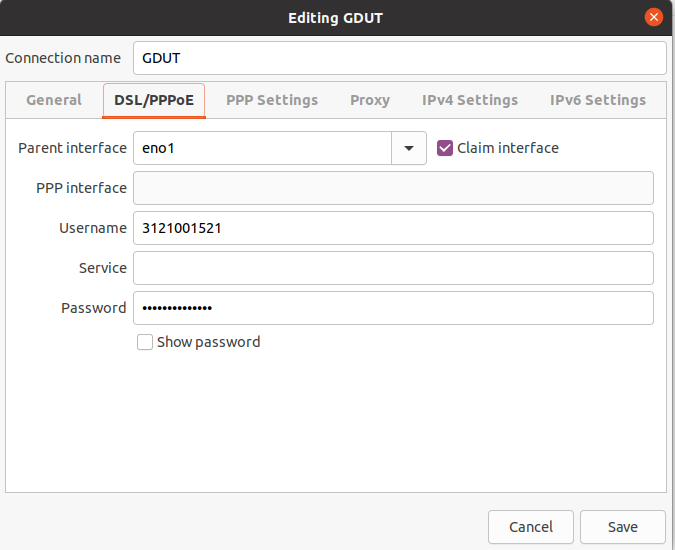 Editing GDUT
Connection name GDUT
General DSL/PPPoE PPP Settings Proxy IPv4 Settings IPv6 Settings
Parent interface eno1 Claim interface
PPP interface
Username 3121001521
Service
Password ••••••••••••••
Show password
Cancel Save